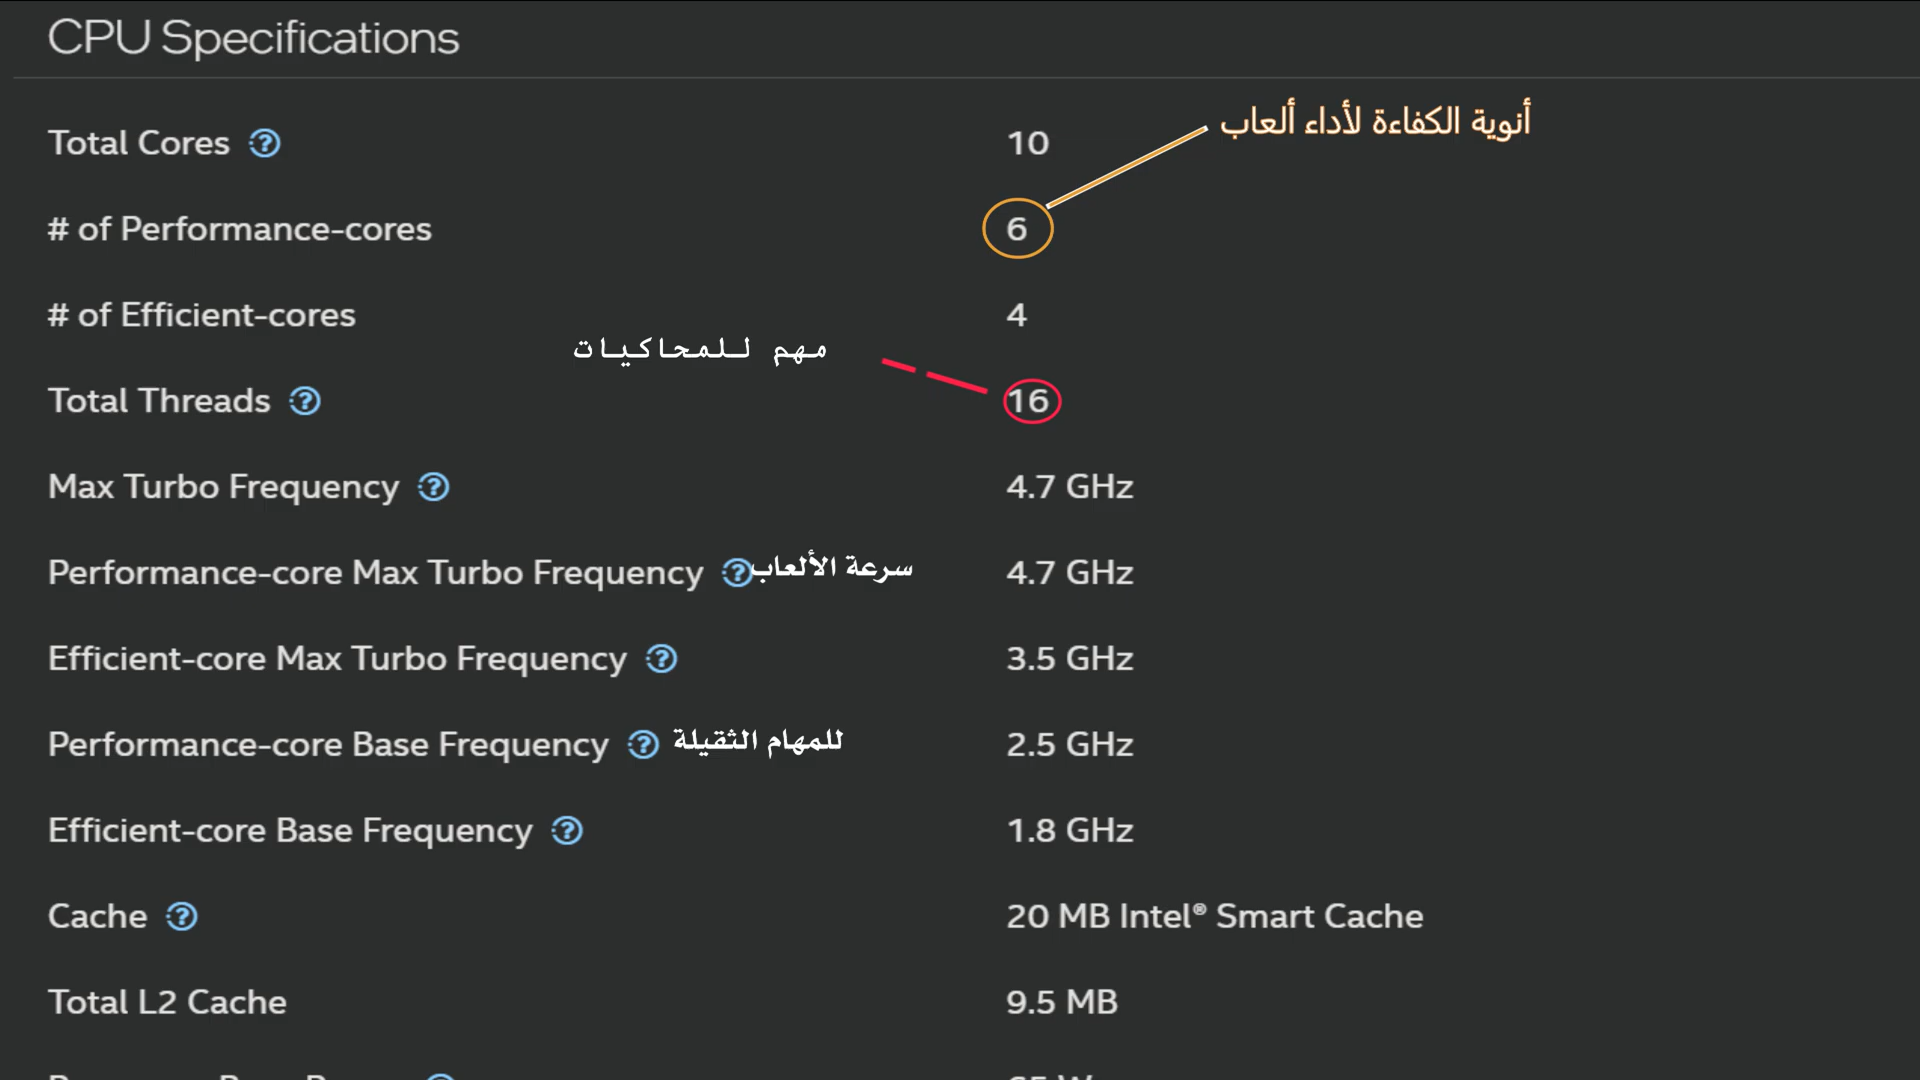 CPU Specifications
Total Cores 10
أنوية الكفاءة لأداء ألعاب
# of Performance-cores 6
# of Efficient-cores 4
مهم للمحاكيات
Total Threads 16
Max Turbo Frequency 4.7 GHz
Performance-core Max Turbo Frequency سرعة الألعاب 4.7 GHz
Efficient-core Max Turbo Frequency 3.5 GHz
Performance-core Base Frequency للمهام الثقيلة 2.5 GHz
Efficient-core Base Frequency 1.8 GHz
Cache 20 MB Intel® Smart Cache
Total L2 Cache 9.5 MB